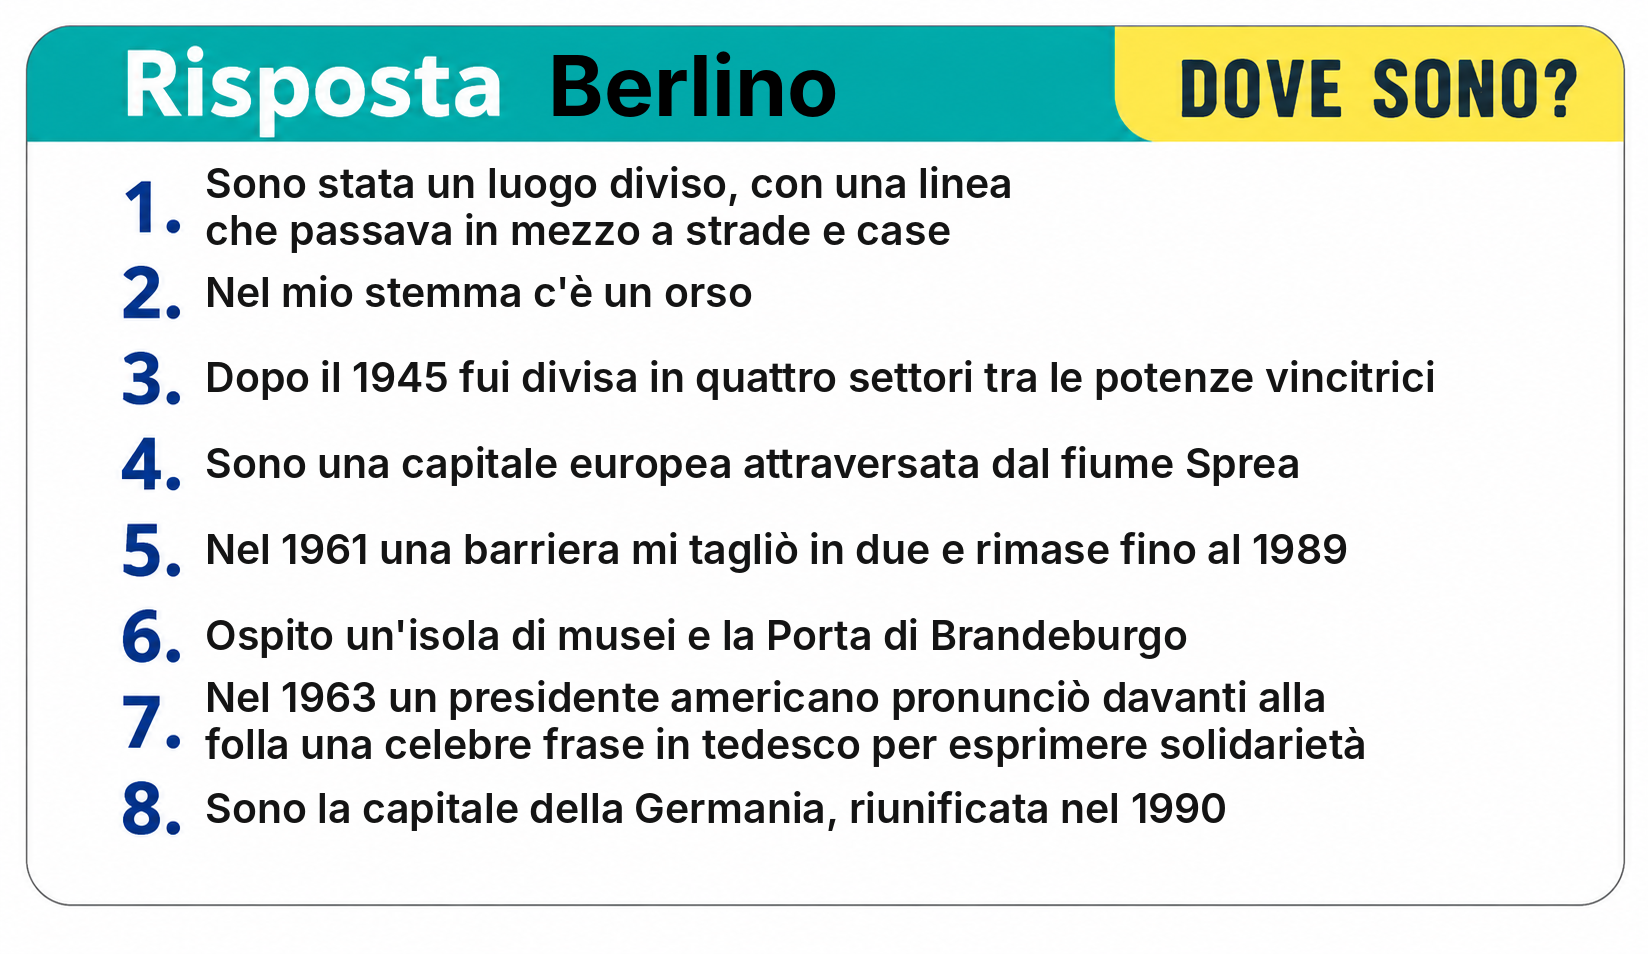 Risposta Berlino
DOVE SONO?
1. Sono stata un luogo diviso, con una linea
che passava in mezzo a strade e case
2. Nel mio stemma c'è un orso
3. Dopo il 1945 fui divisa in quattro settori tra le potenze vincitrici
4. Sono una capitale europea attraversata dal fiume Sprea
5. Nel 1961 una barriera mi tagliò in due e rimase fino al 1989
6. Ospito un'isola di musei e la Porta di Brandeburgo
7. Nel 1963 un presidente americano pronunciò davanti alla
folla una celebre frase in tedesco per esprimere solidarietà
8. Sono la capitale della Germania, riunificata nel 1990